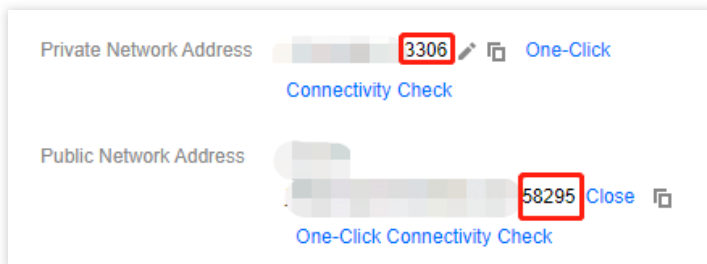 Private Network Address 3306 One-Click
Connectivity Check
Public Network Address
58295 Close
One-Click Connectivity Check